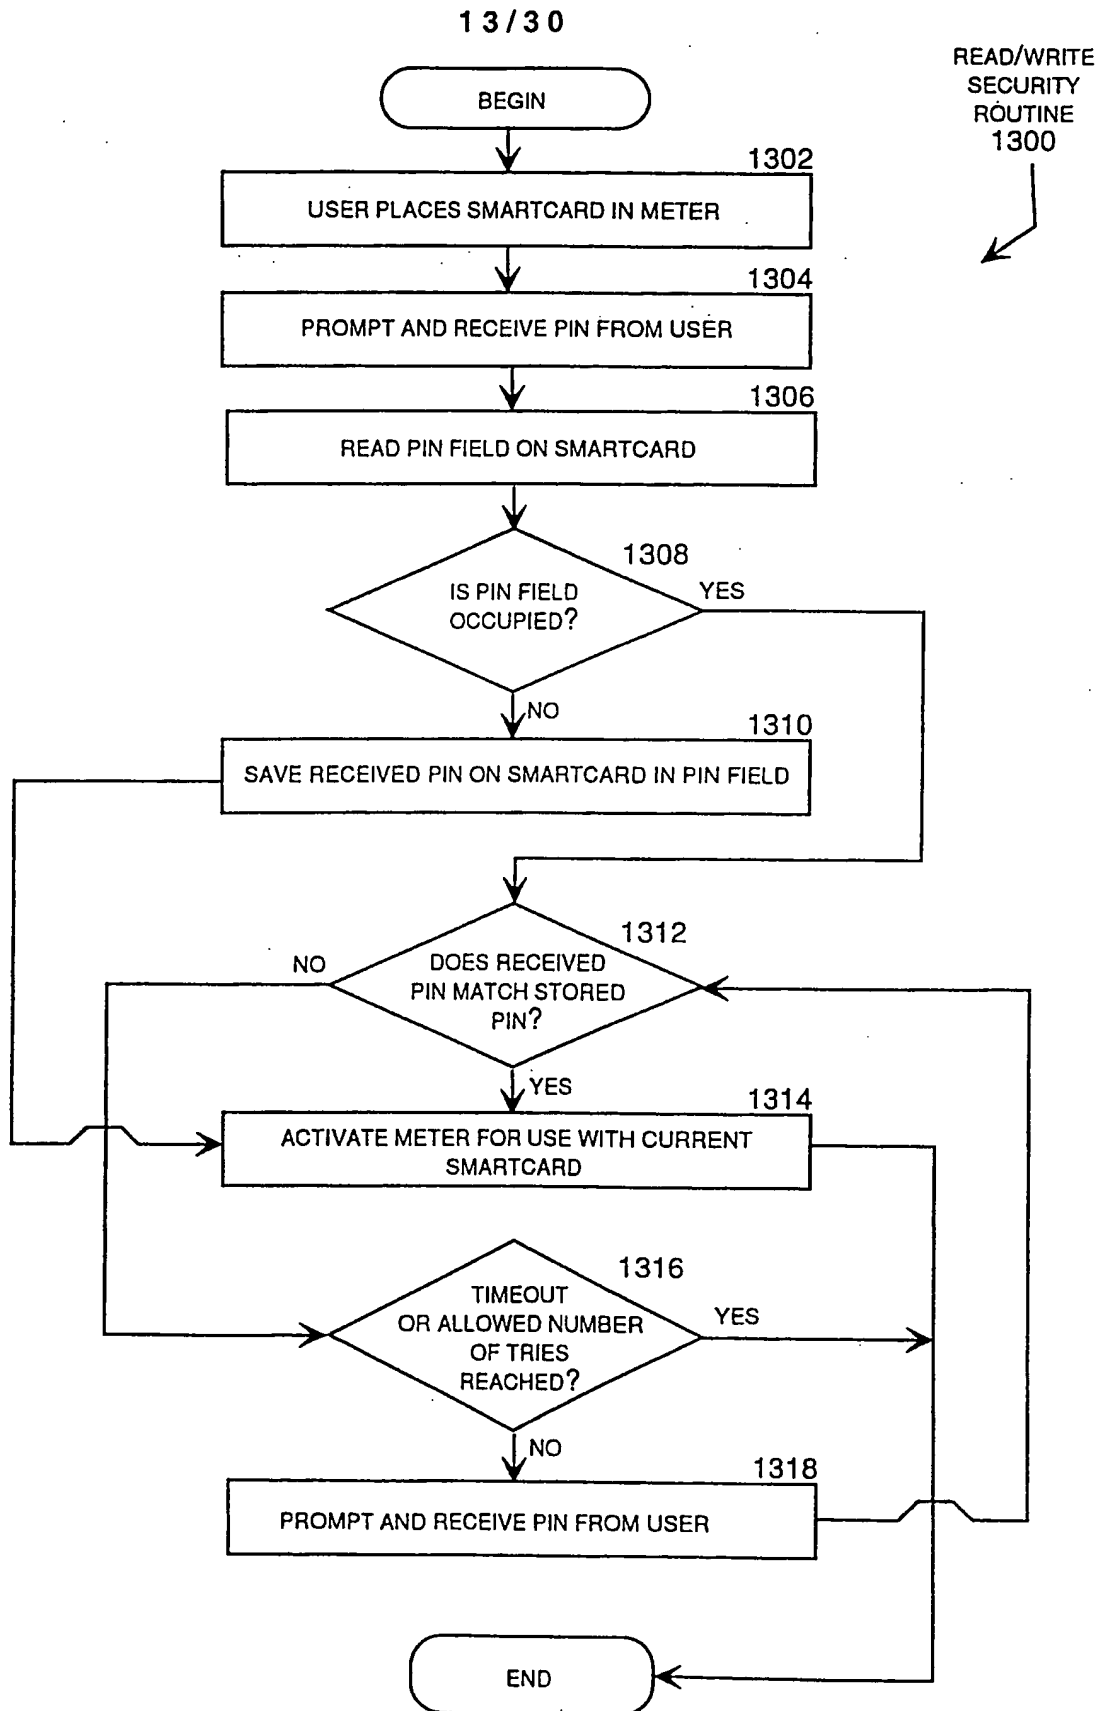 13/30
READ/WRITE
SECURITY
ROUTINE
1300
BEGIN
1302
USER PLACES SMARTCARD IN METER
1304
PROMPT AND RECEIVE PIN FROM USER
1306
READ PIN FIELD ON SMARTCARD
1308
IS PIN FIELD
OCCUPIED?
YES
NO
1310
SAVE RECEIVED PIN ON SMARTCARD IN PIN FIELD
1312
NO
DOES RECEIVED
PIN MATCH STORED
PIN?
YES
1314
ACTIVATE METER FOR USE WITH CURRENT
SMARTCARD
1316
TIMEOUT
OR ALLOWED NUMBER
OF TRIES
REACHED?
YES
NO
1318
PROMPT AND RECEIVE PIN FROM USER
END